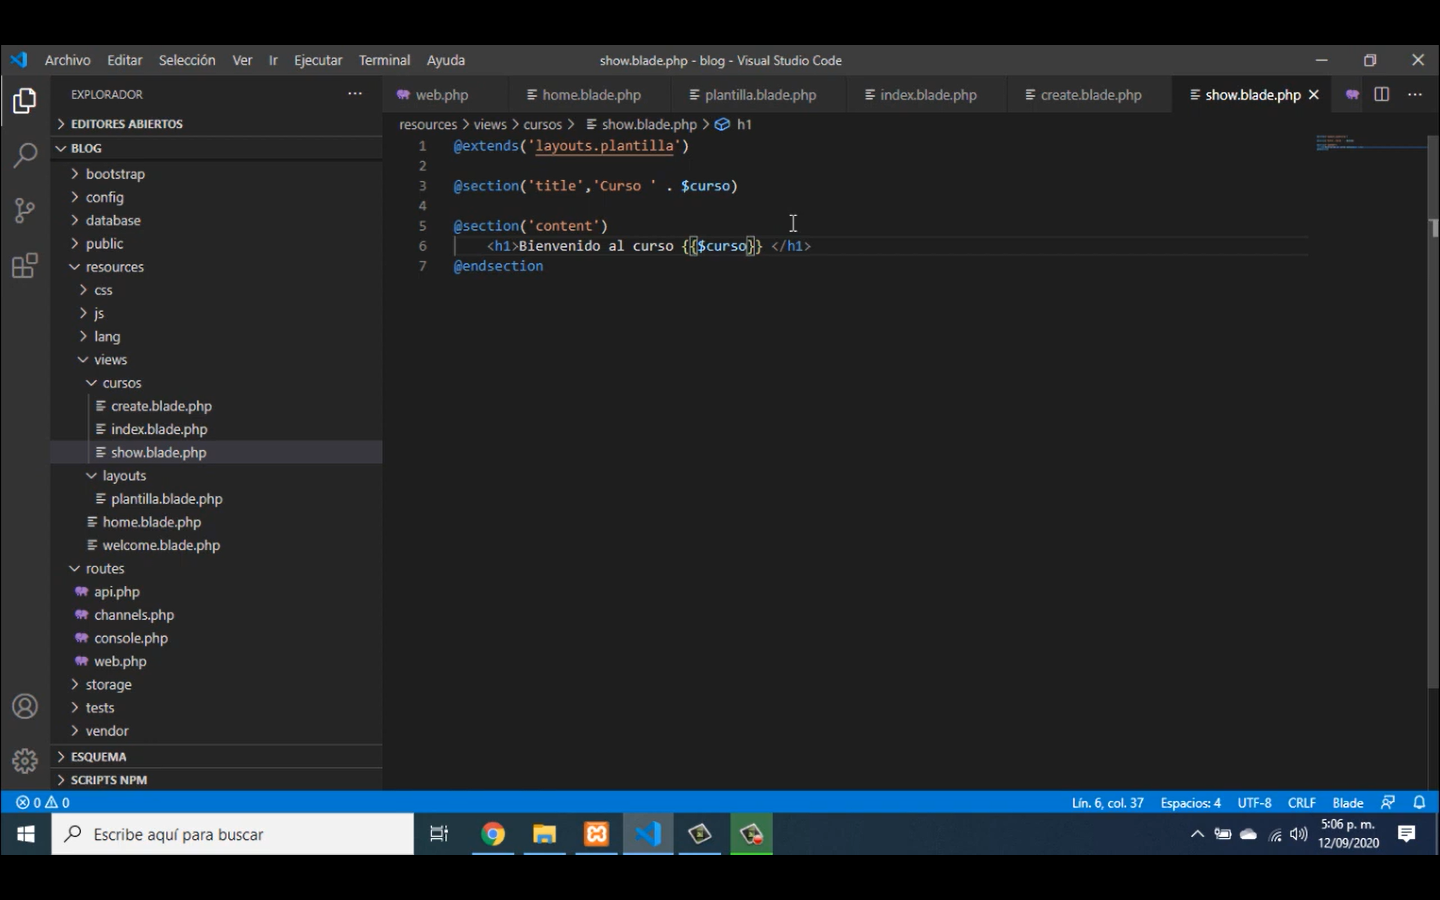 Archivo Editar Selección Ver Ir Ejecutar Terminal Ayuda show.blade.php - blog - Visual Studio Code
EXPLORADOR
web.php home.blade.php plantilla.blade.php index.blade.php create.blade.php show.blade.php
EDITORES ABIERTOS
BLOG
bootstrap
config
database
public
resources
css
js
lang
views
cursos
create.blade.php
index.blade.php
show.blade.php
layouts
plantilla.blade.php
home.blade.php
welcome.blade.php
routes
api.php
channels.php
console.php
web.php
storage
tests
vendor
ESQUEMA
SCRIPTS NPM
resources > views > cursos > show.blade.php > h1
1 @extends('layouts.plantilla')
2
3 @section('title','Curso ' . $curso)
4
5 @section('content')
6 <h1>Bienvenido al curso {{$curso}} </h1>
7 @endsection
0 0 Lín. 6, col. 37 Espacios: 4 UTF-8 CRLF Blade
Escribe aquí para buscar
5:06 p. m.
12/09/2020